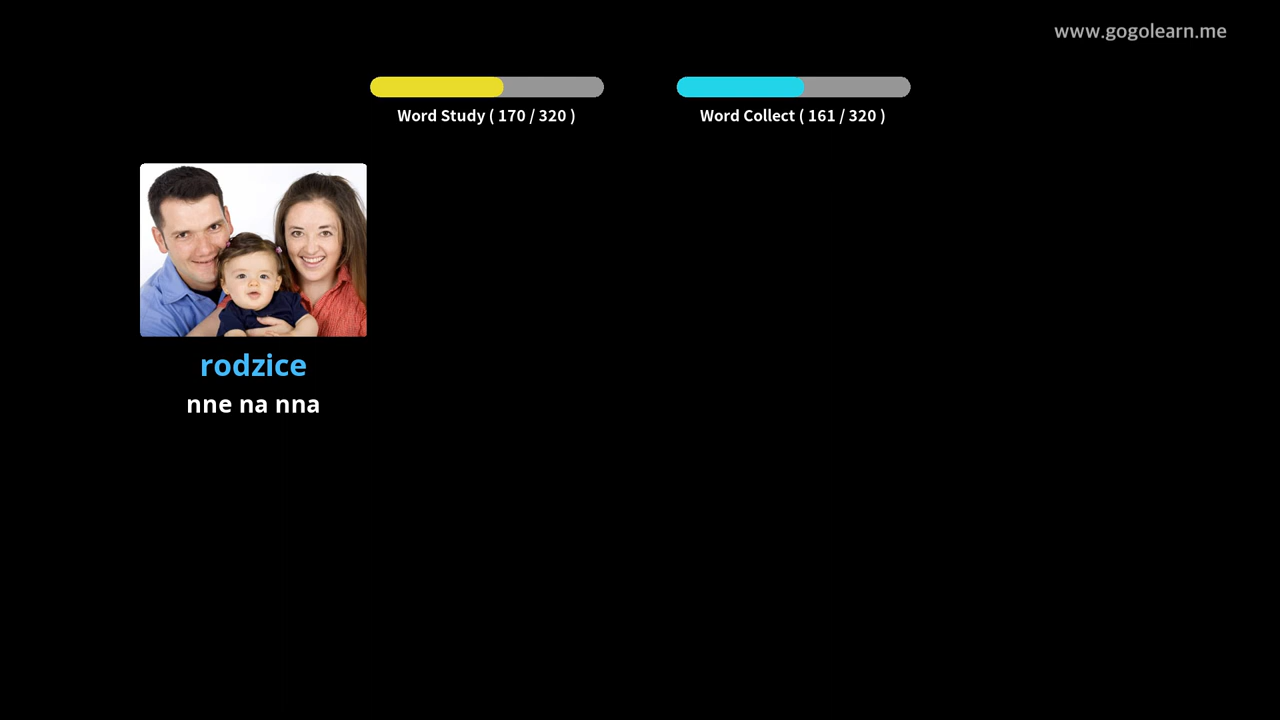 www.gogolearn.me
Word Study ( 170 / 320 )
Word Collect ( 161 / 320 )
rodzice
nne na nna